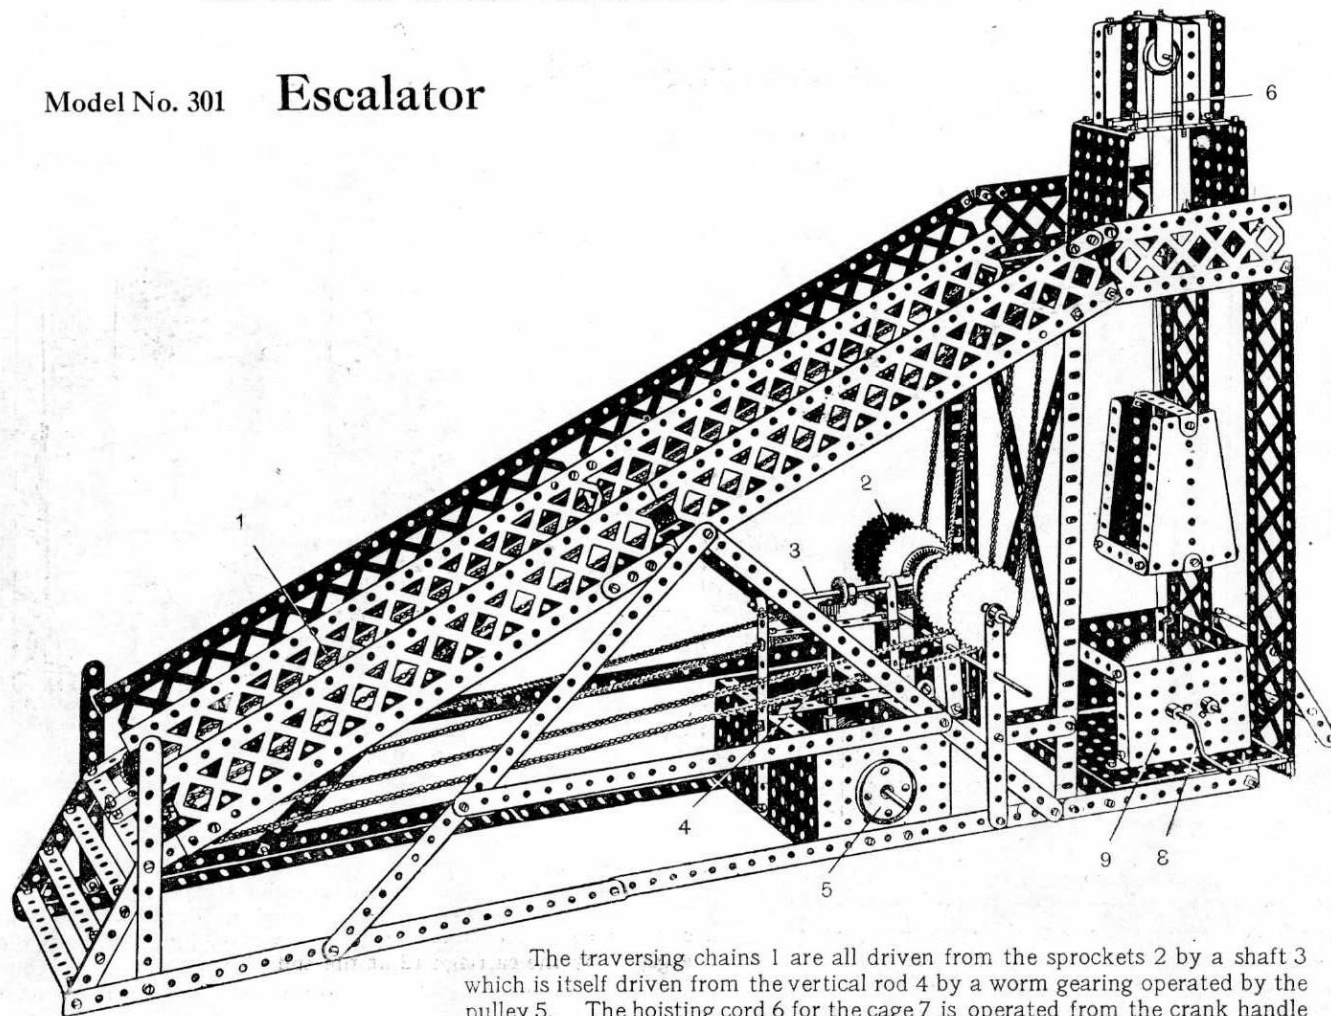 Model No. 301 Escalator
6
2
1
3
4
5
9 8
The traversing chains 1 are all driven from the sprockets 2 by a shaft 3
which is itself driven from the vertical rod 4 by a worm gearing operated by the
pulley 5. The hoisting cord 6 for the cage 7 is operated from the crank handle